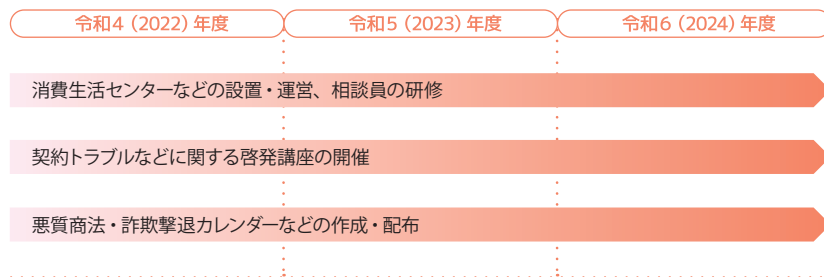 令和4（2022）年度 令和5（2023）年度 令和6（2024）年度
消費生活センターなどの設置・運営、相談員の研修
契約トラブルなどに関する啓発講座の開催
悪質商法・詐欺撃退カレンダーなどの作成・配布